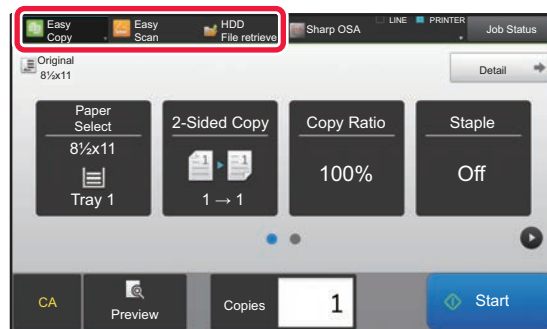 Easy Copy
Easy Scan
HDD File retrieve
Sharp OSA
LINE
PRINTER
Job Status
Original
8½x11
Detail
Paper Select
8½x11
Tray 1
2-Sided Copy
1
1
1 → 1
Copy Ratio
100%
Staple
Off
CA
Preview
Copies
1
Start